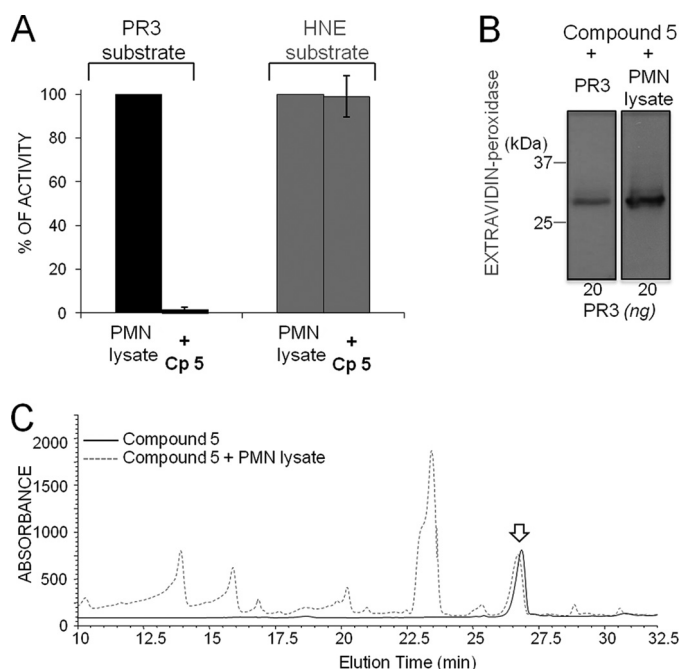 A
PR3
substrate
HNE
substrate
% OF ACTIVITY
100
80
60
40
20
0
PMN
lysate
+
Cp 5
PMN
lysate
+
Cp 5
B
Compound 5
+ +
PR3
PMN
lysate
EXTRAVIDIN-peroxidase
(kDa)
37
25
20 20
PR3 (ng)
C
Compound 5
Compound 5 + PMN lysate
ABSORBANCE
2000
1500
1000
500
0
10 12.5 15 17.5 20 22.5 25 27.5 30 32.5
Elution Time (min)